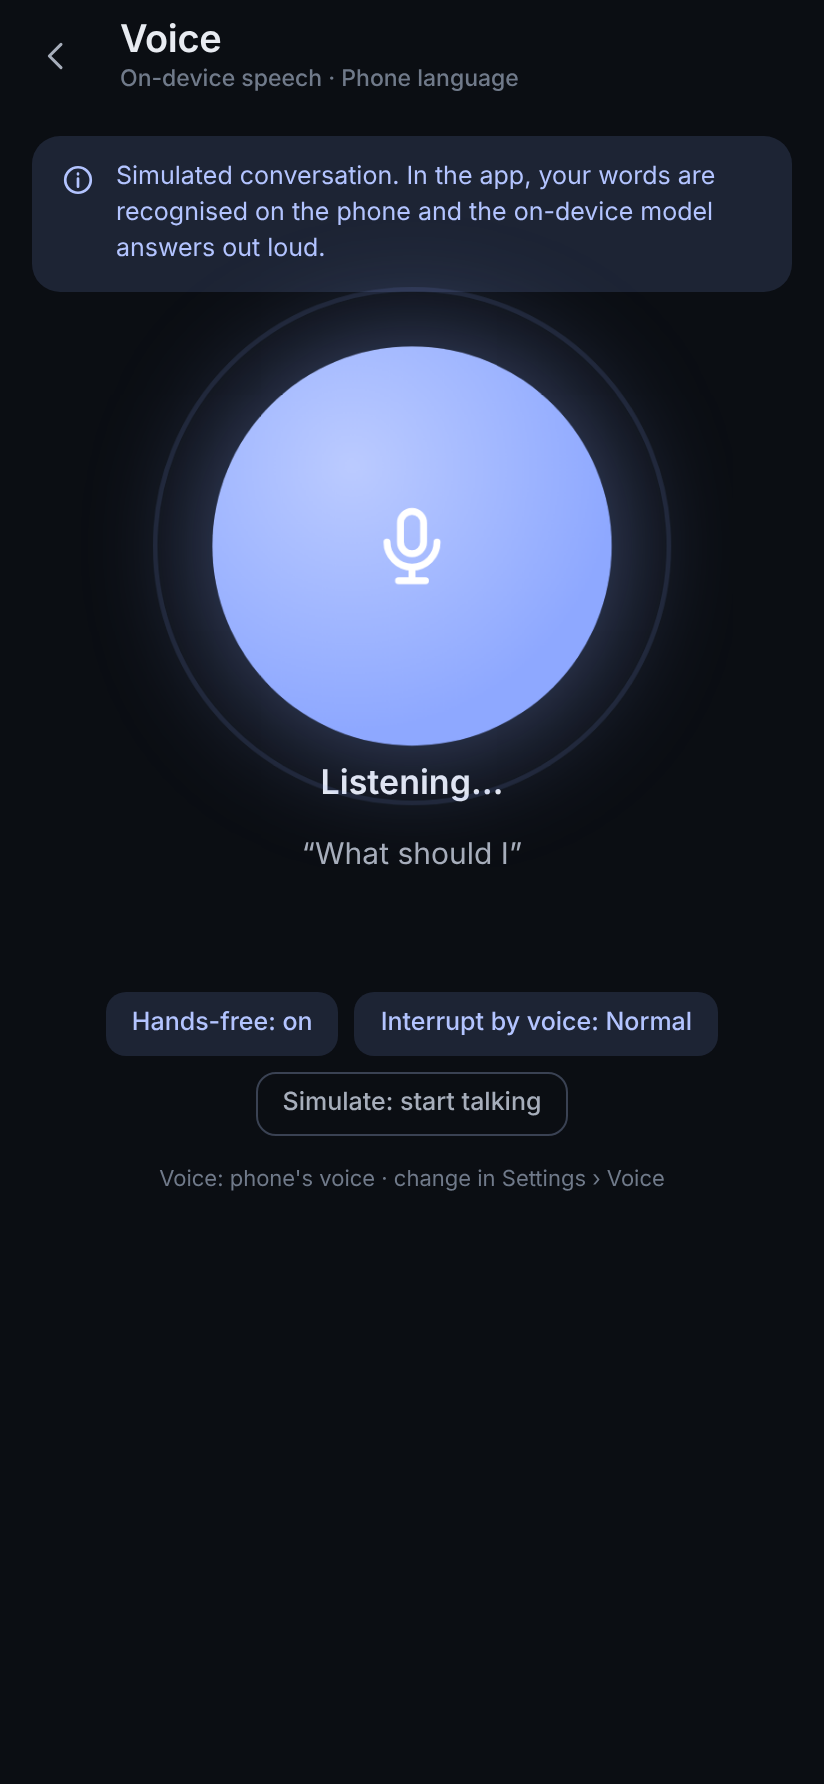 Voice
On-device speech · Phone language
Simulated conversation. In the app, your words are
recognised on the phone and the on-device model
answers out loud.
Listening...
“What should I”
Hands-free: on
Interrupt by voice: Normal
Simulate: start talking
Voice: phone's voice · change in Settings › Voice